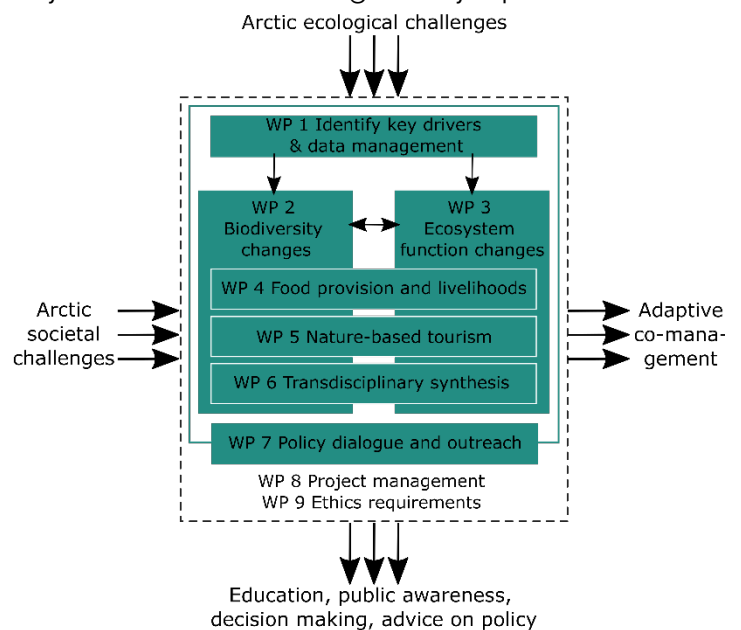 Arctic ecological challenges
WP 1 Identify key drivers
& data management
WP 2
Biodiversity
changes
WP 3
Ecosystem
function changes
WP 4 Food provision and livelihoods
WP 5 Nature-based tourism
WP 6 Transdisciplinary synthesis
WP 7 Policy dialogue and outreach
WP 8 Project management
WP 9 Ethics requirements
Arctic
societal
challenges
Adaptive
co-mana-
gement
Education, public awareness,
decision making, advice on policy